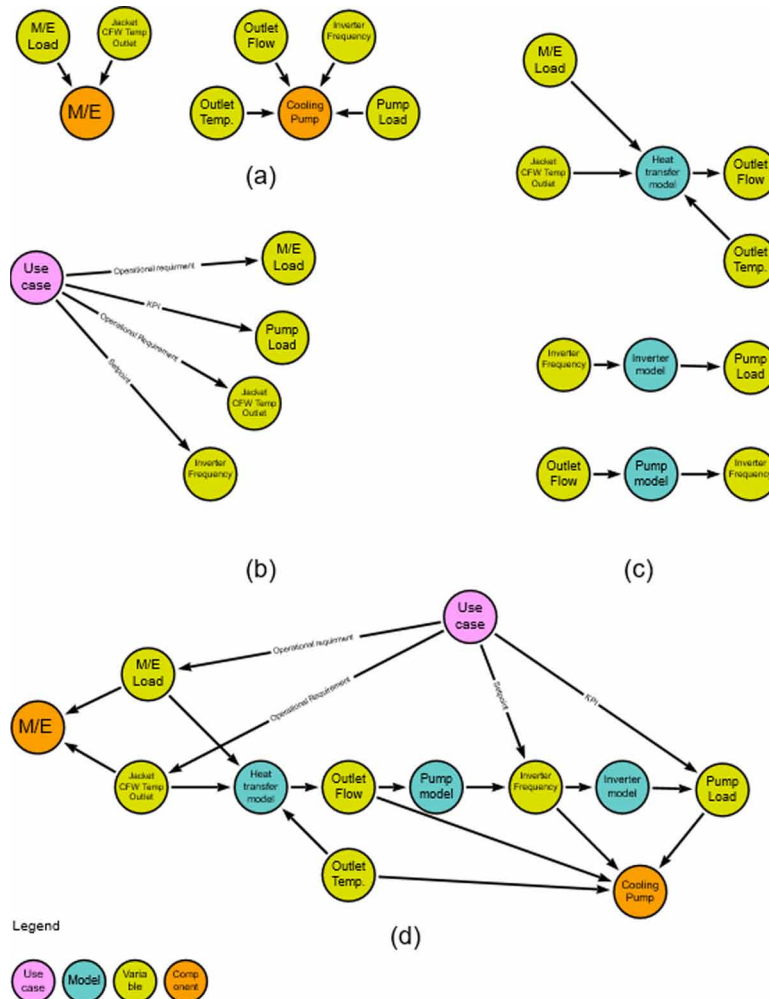 M/E
Load
Jacket
CFW Temp
Outlet
M/E
Outlet
Flow
Inverter
Frequency
Outlet
Temp.
Cooling
Pump
Pump
Load
(a)
M/E
Load
Jacket
CFW Temp
Outlet
Heat
transfer
model
Outlet
Flow
Outlet
Temp.
Use
case
Operational requirment
M/E
Load
KPI
Pump
Load
Operational Requirement
Jacket
CFW Temp
Outlet
Setpoint
Inverter
Frequency
Inverter
Frequency
Inverter
model
Pump
Load
Outlet
Flow
Pump
model
Inverter
Frequency
(b)
(c)
Use
case
Operational requirment
Operational Requirement
Setpoint
KPI
M/E
Load
M/E
Jacket
CFW Temp
Outlet
Heat
transfer
model
Outlet
Flow
Pump
model
Inverter
Frequency
Inverter
model
Pump
Load
Outlet
Temp.
Cooling
Pump
(d)
Legend
Use
case
Model
Varia
ble
Comp
onent